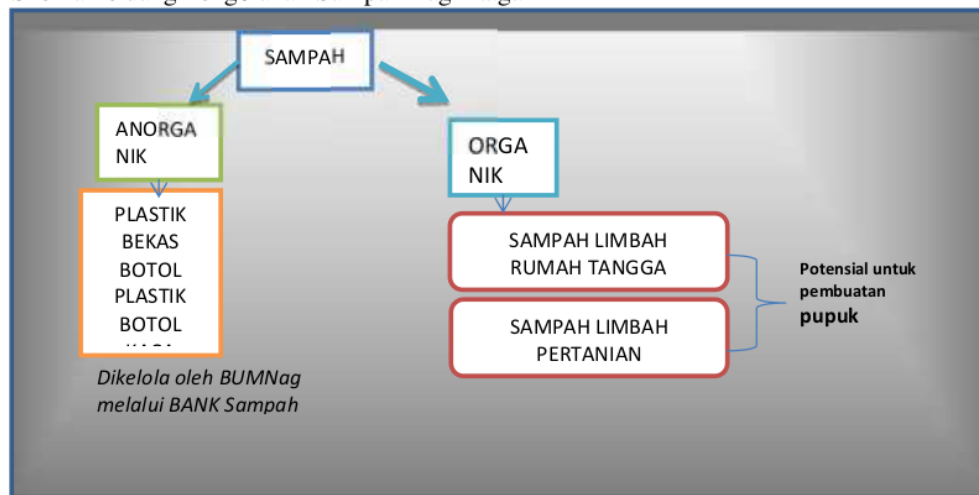 SAMPAH
ANORGA
NIK
PLASTIK
BEKAS
BOTOL
PLASTIK
BOTOL
Dikelola oleh BUMNag
melalui BANK Sampah
ORGA
NIK
SAMPAH LIMBAH
RUMAH TANGGA
SAMPAH LIMBAH
PERTANIAN
Potensial untuk
pembuatan
pupuk